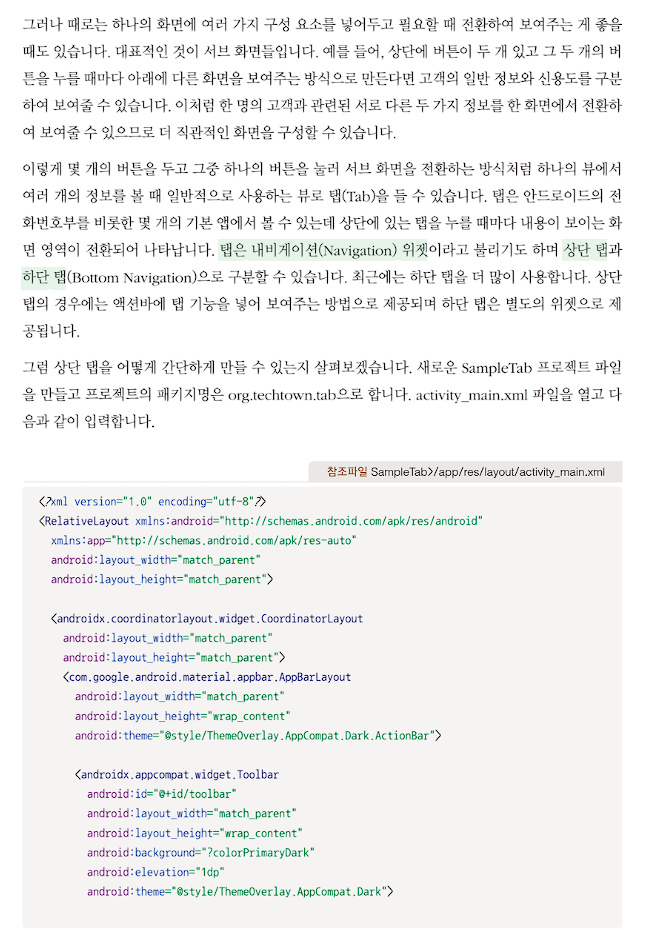 그러나 때로는 하나의 화면에 여러 가지 구성 요소를 넣어두고 필요할 때 전환하여 보여주는 게 좋을
때도 있습니다. 대표적인 것이 서브 화면들입니다. 예를 들어, 상단에 버튼이 두 개 있고 그 두 개의 버
튼을 누를 때마다 아래에 다른 화면을 보여주는 방식으로 만든다면 고객의 일반 정보와 신용도를 구분
하여 보여줄 수 있습니다. 이처럼 한 명의 고객과 관련된 서로 다른 두 가지 정보를 한 화면에서 전환하
여 보여줄 수 있으므로 더 직관적인 화면을 구성할 수 있습니다.
이렇게 몇 개의 버튼을 두고 그중 하나의 버튼을 눌러 서브 화면을 전환하는 방식처럼 하나의 뷰에서
여러 개의 정보를 볼 때 일반적으로 사용하는 뷰로 탭(Tab)을 들 수 있습니다. 탭은 안드로이드의 전
화번호부를 비롯한 몇 개의 기본 앱에서 볼 수 있는데 상단에 있는 탭을 누를 때마다 내용이 보이는 화
면 영역이 전환되어 나타납니다. 탭은 내비게이션(Navigation) 위젯이라고 불리기도 하며 상단 탭과
하단 탭(Bottom Navigation)으로 구분할 수 있습니다. 최근에는 하단 탭을 더 많이 사용합니다. 상단
탭의 경우에는 액션바에 탭 기능을 넣어 보여주는 방법으로 제공되며 하단 탭은 별도의 위젯으로 제
공됩니다.
그럼 상단 탭을 어떻게 간단하게 만들 수 있는지 살펴보겠습니다. 새로운 SampleTab 프로젝트 파일
을 만들고 프로젝트의 패키지명은 org.techtown.tab으로 합니다. activity_main.xml 파일을 열고 다
음과 같이 입력합니다.
참조파일 SampleTab>/app/res/layout/activity_main.xml
<?xml version="1.0" encoding="utf-8"?>
<RelativeLayout xmlns:android="http://schemas.android.com/apk/res/android"
xmlns:app="http://schemas.android.com/apk/res-auto"
android:layout_width="match_parent"
android:layout_height="match_parent">
<androidx.coordinatorlayout.widget.CoordinatorLayout
android:layout_width="match_parent"
android:layout_height="match_parent">
<com.google.android.material.appbar.AppBarLayout
android:layout_width="match_parent"
android:layout_height="wrap_content"
android:theme="@style/ThemeOverlay.AppCompat.Dark.ActionBar">
<androidx.appcompat.widget.Toolbar
android:id="@+id/toolbar"
android:layout_width="match_parent"
android:layout_height="wrap_content"
android:background="?colorPrimaryDark"
android:elevation="1dp"
android:theme="@style/ThemeOverlay.AppCompat.Dark">